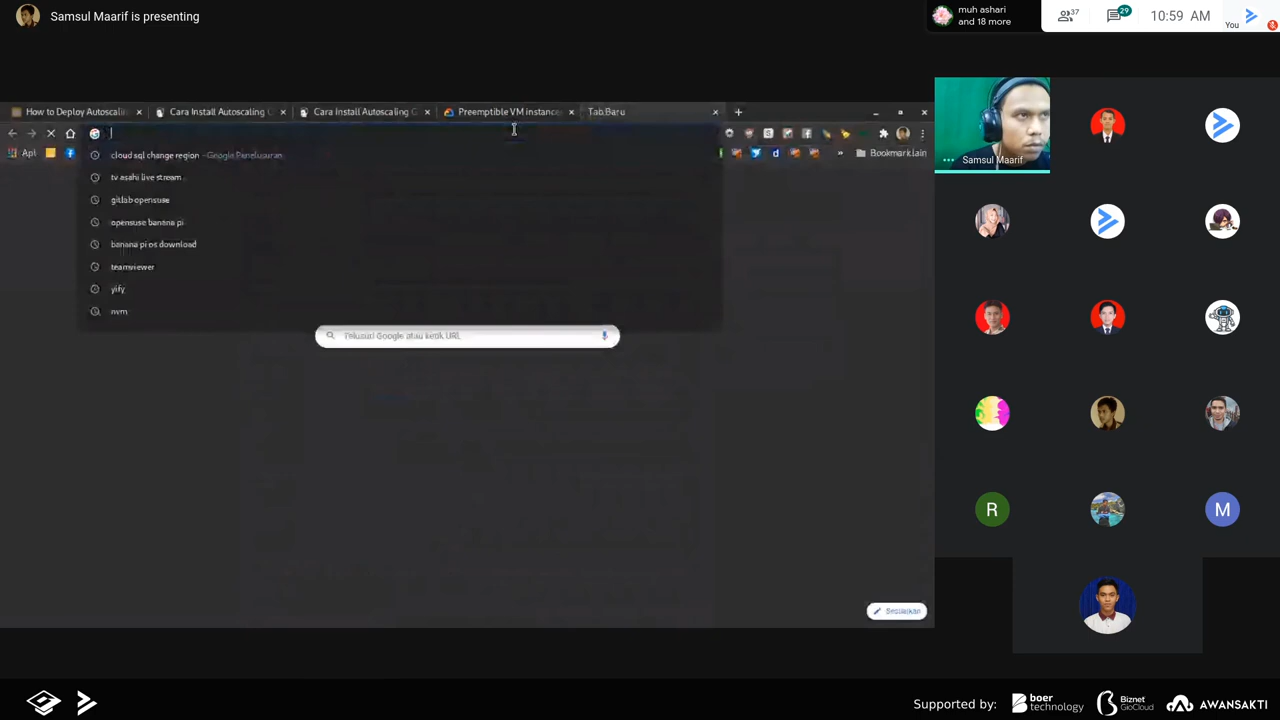 Samsul Maarif is presenting
muh ashari
and 18 more
37
29
10:59 AM
You
How to Deploy Autoscali
Cara Install Autoscaling
Cara Install Autoscaling G
Preemptible VM instance
Tab Baru
cloud sql change region - Google Penelusuran
tv asahi live stream
gitlab opensuse
opensuse banana pi
banana pi os download
teamviewer
yify
nvm
Apl
Bookmark lain
Telusuri Google atau ketik URL
Sesuaikan
Samsul Maarif
R
M
Supported by:
boer technology
Biznet GioCloud
AWANSAKTI